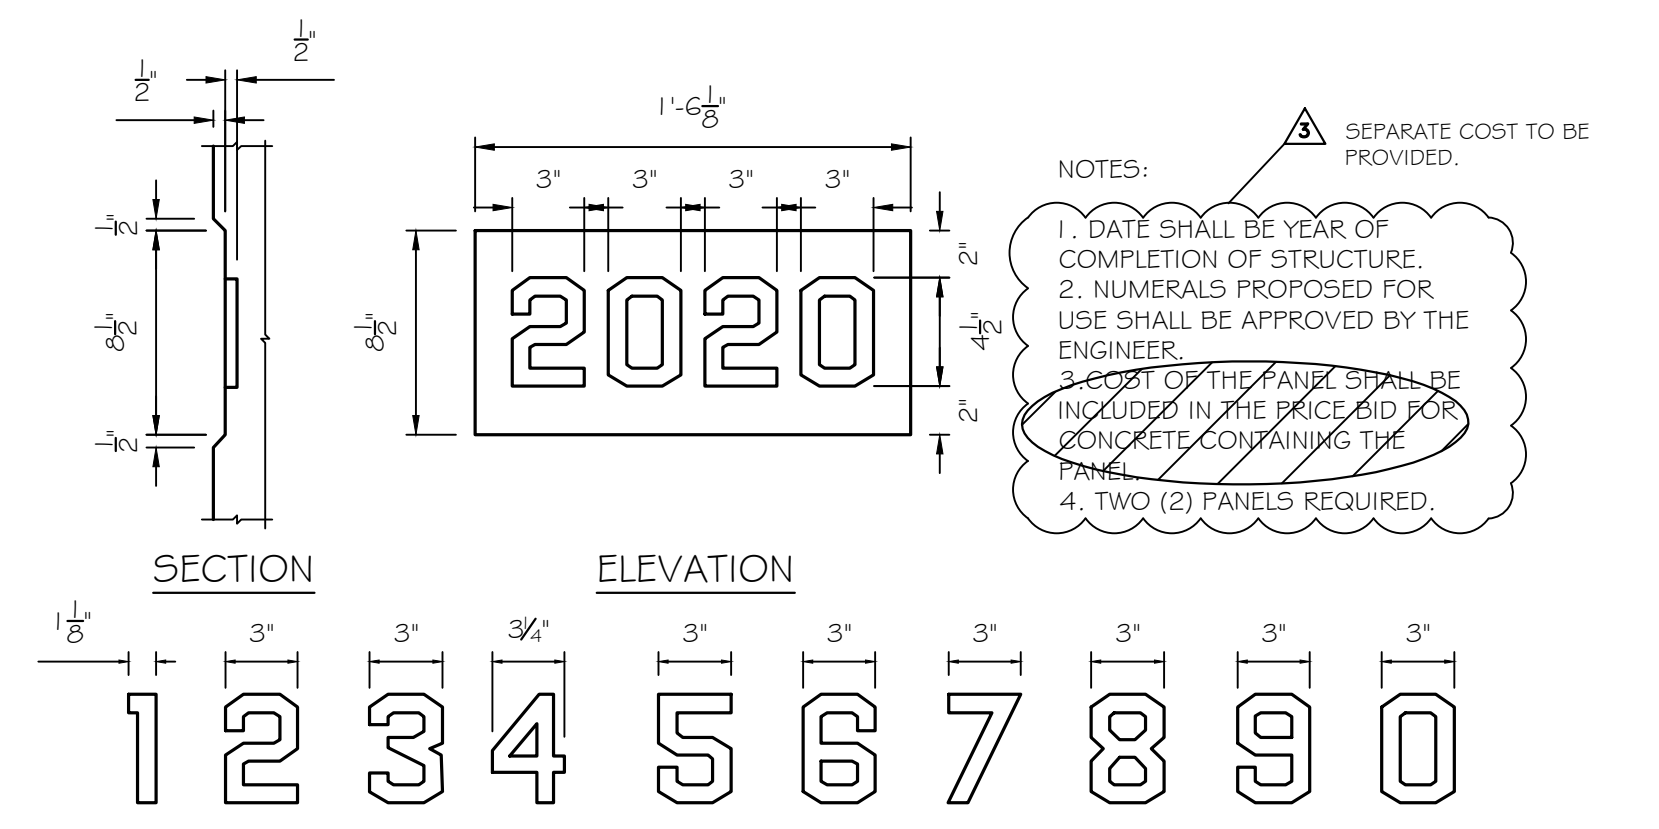 1/2"
1/2"
1/2"
8 1/2"
1/2"
SECTION
1'-6 1/8"
3" 3" 3" 3"
8 1/2"
2020
2"
4 1/2"
2"
ELEVATION
3
SEPARATE COST TO BE
PROVIDED.
NOTES:
1. DATE SHALL BE YEAR OF
COMPLETION OF STRUCTURE.
2. NUMERALS PROPOSED FOR
USE SHALL BE APPROVED BY THE
ENGINEER.
3.COST OF THE PANEL SHALL BE
INCLUDED IN THE PRICE BID FOR
CONCRETE CONTAINING THE
PANEL.
4. TWO (2) PANELS REQUIRED.
1 1/8" 3" 3" 3 1/4" 3" 3" 3" 3" 3" 3"
1 2 3 4 5 6 7 8 9 0